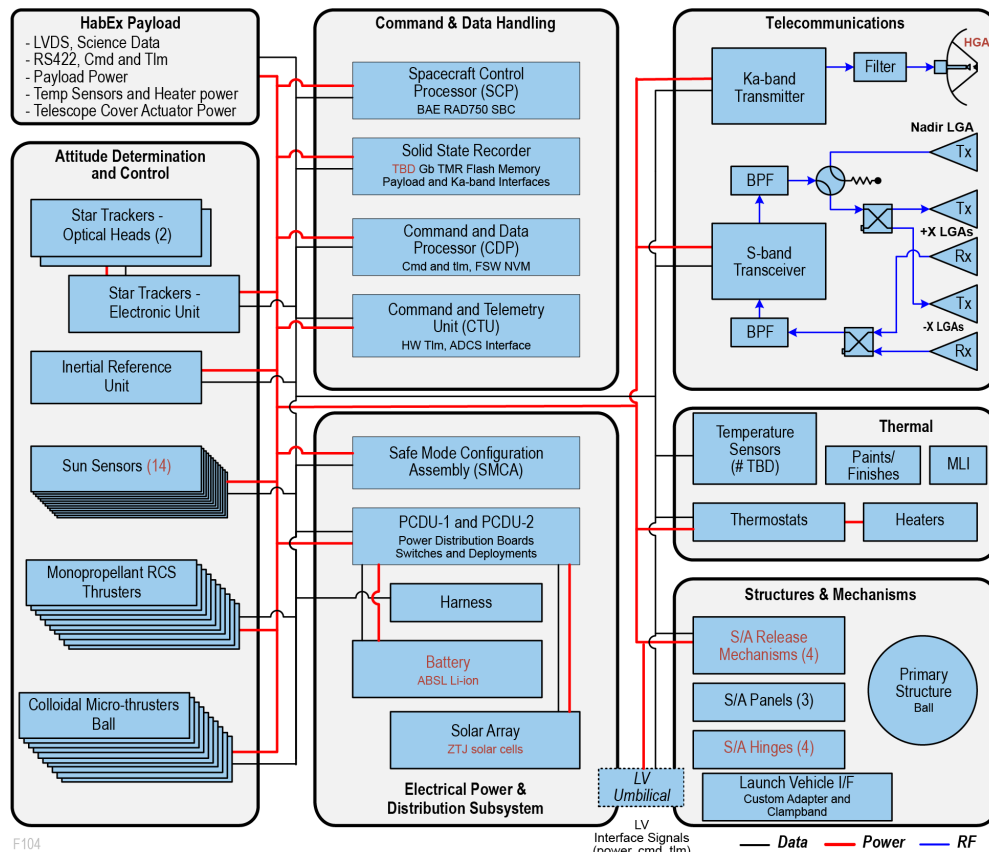 HabEx Payload
- LVDS, Science Data
- RS422, Cmd and Tlm
- Payload Power
- Temp Sensors and Heater power
- Telescope Cover Actuator Power
Attitude Determination
and Control
Star Trackers -
Optical Heads (2)
Star Trackers -
Electronic Unit
Inertial Reference
Unit
Sun Sensors (14)
Monopropellant RCS
Thrusters
Colloidal Micro-thrusters
Ball
Command & Data Handling
Spacecraft Control
Processor (SCP)
BAE RAD750 SBC
Solid State Recorder
TBD Gb TMR Flash Memory
Payload and Ka-band Interfaces
Command and Data
Processor (CDP)
Cmd and tlm, FSW NVM
Command and Telemetry
Unit (CTU)
HW Tlm, ADCS Interface
Safe Mode Configuration
Assembly (SMCA)
PCDU-1 and PCDU-2
Power Distribution Boards
Switches and Deployments
Harness
Battery
ABSL Li-ion
Solar Array
ZTJ solar cells
Electrical Power &
Distribution Subsystem
Telecommunications
Ka-band
Transmitter
Filter
HGA
Nadir LGA
Tx
BPF
Tx
+X LGAs
S-band
Transceiver
Rx
Tx
BPF
-X LGAs
Rx
Thermal
Temperature
Sensors
(# TBD)
Paints/
Finishes
MLI
Thermostats
Heaters
Structures & Mechanisms
S/A Release
Mechanisms (4)
S/A Panels (3)
S/A Hinges (4)
Primary
Structure
Ball
Launch Vehicle I/F
Custom Adapter and
Clampband
LV
Umbilical
LV
Interface Signals
(power, cmd, tlm)
Data
Power
RF
F104